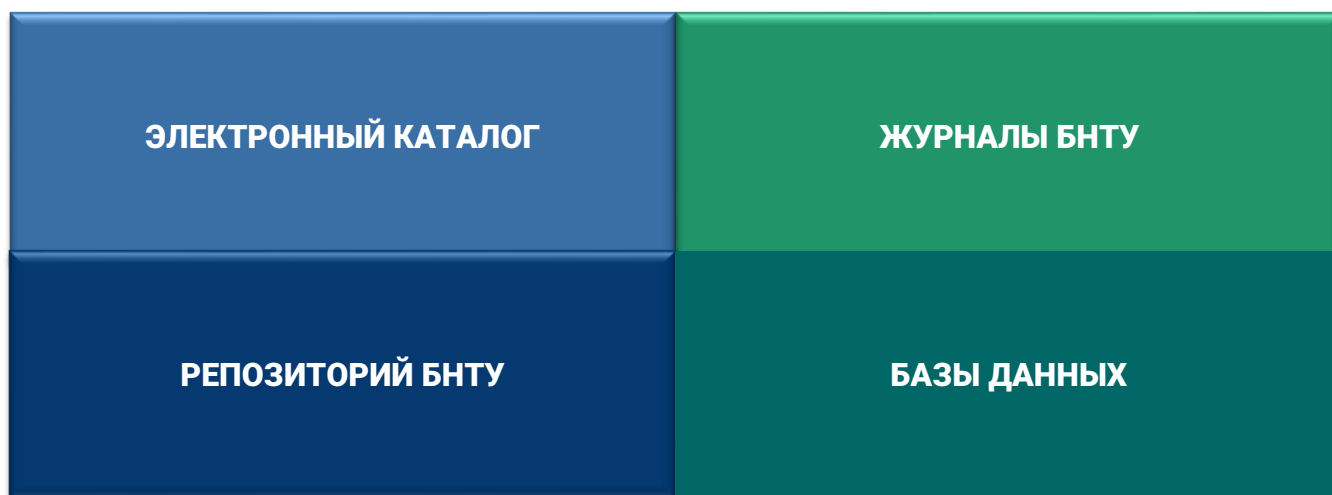 ЭЛЕКТРОННЫЙ КАТАЛОГ
ЖУРНАЛЫ БНТУ
РЕПОЗИТОРИЙ БНТУ
БАЗЫ ДАННЫХ